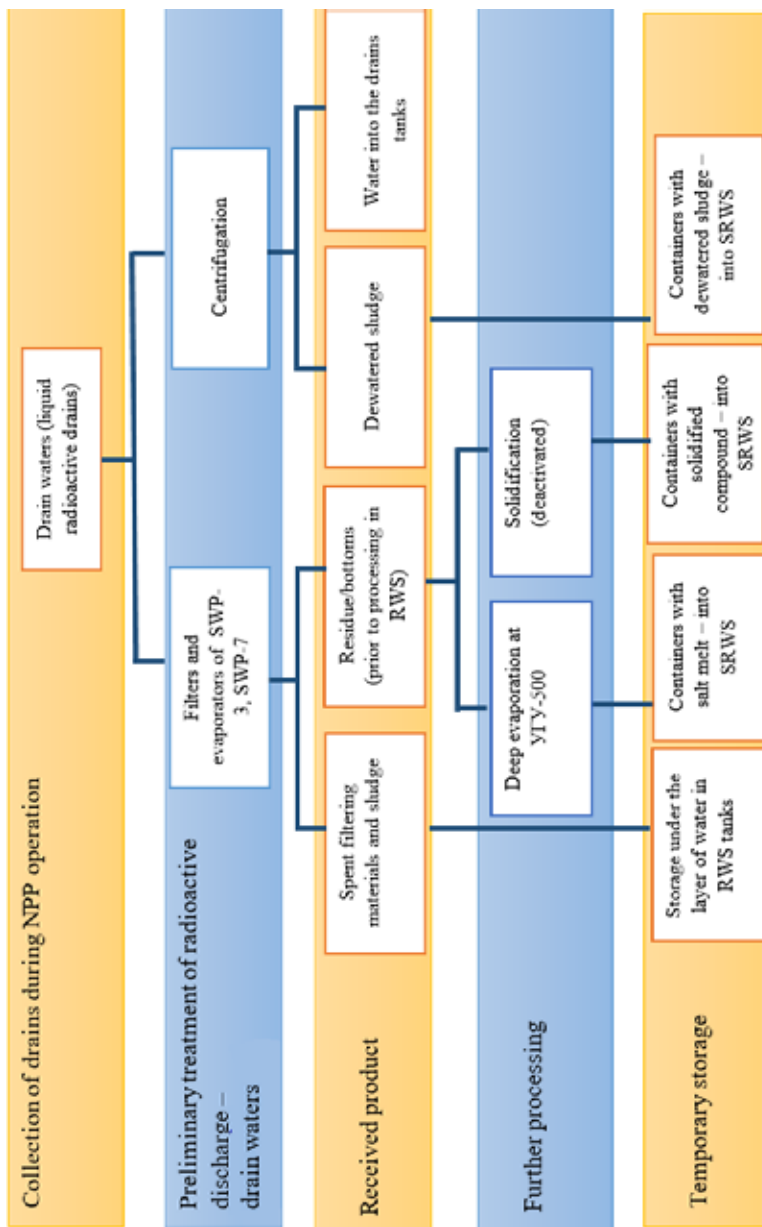 Collection of drains during NPP operation
Drain waters (liquid
radioactive drains)
Preliminary treatment of radioactive
discharge –
drain waters
Filters and
evaporators of SWP-
3, SWP-7
Centrifugation
Received product
Spent filtering
materials and sludge
Residue/bottoms
(prior to processing in
RWS)
Dewatered sludge
Water into the drains
tanks
Further processing
Deep evaporation at
УГУ-500
Solidification
(deactivated)
Temporary storage
Storage under the
layer of water in
RWS tanks
Containers with
salt melt – into
SRWS
Containers with
solidified
compound – into
SRWS
Containers with
dewatered sludge –
into SRWS